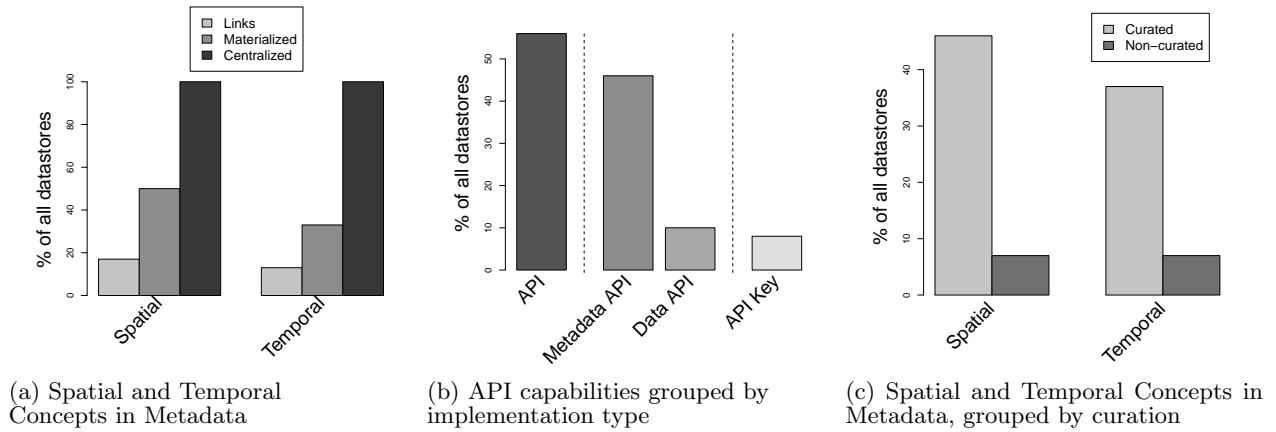 Links
Materialized
Centralized
% of all datastores
0
20
40
60
80
100
Spatial
Temporal
(a) Spatial and Temporal
Concepts in Metadata
% of all datastores
0
10
20
30
40
50
API
Metadata API
Data API
API Key
(b) API capabilities grouped by
implementation type
Curated
Non-curated
% of all datastores
0
10
20
30
40
Spatial
Temporal
(c) Spatial and Temporal Concepts in
Metadata, grouped by curation